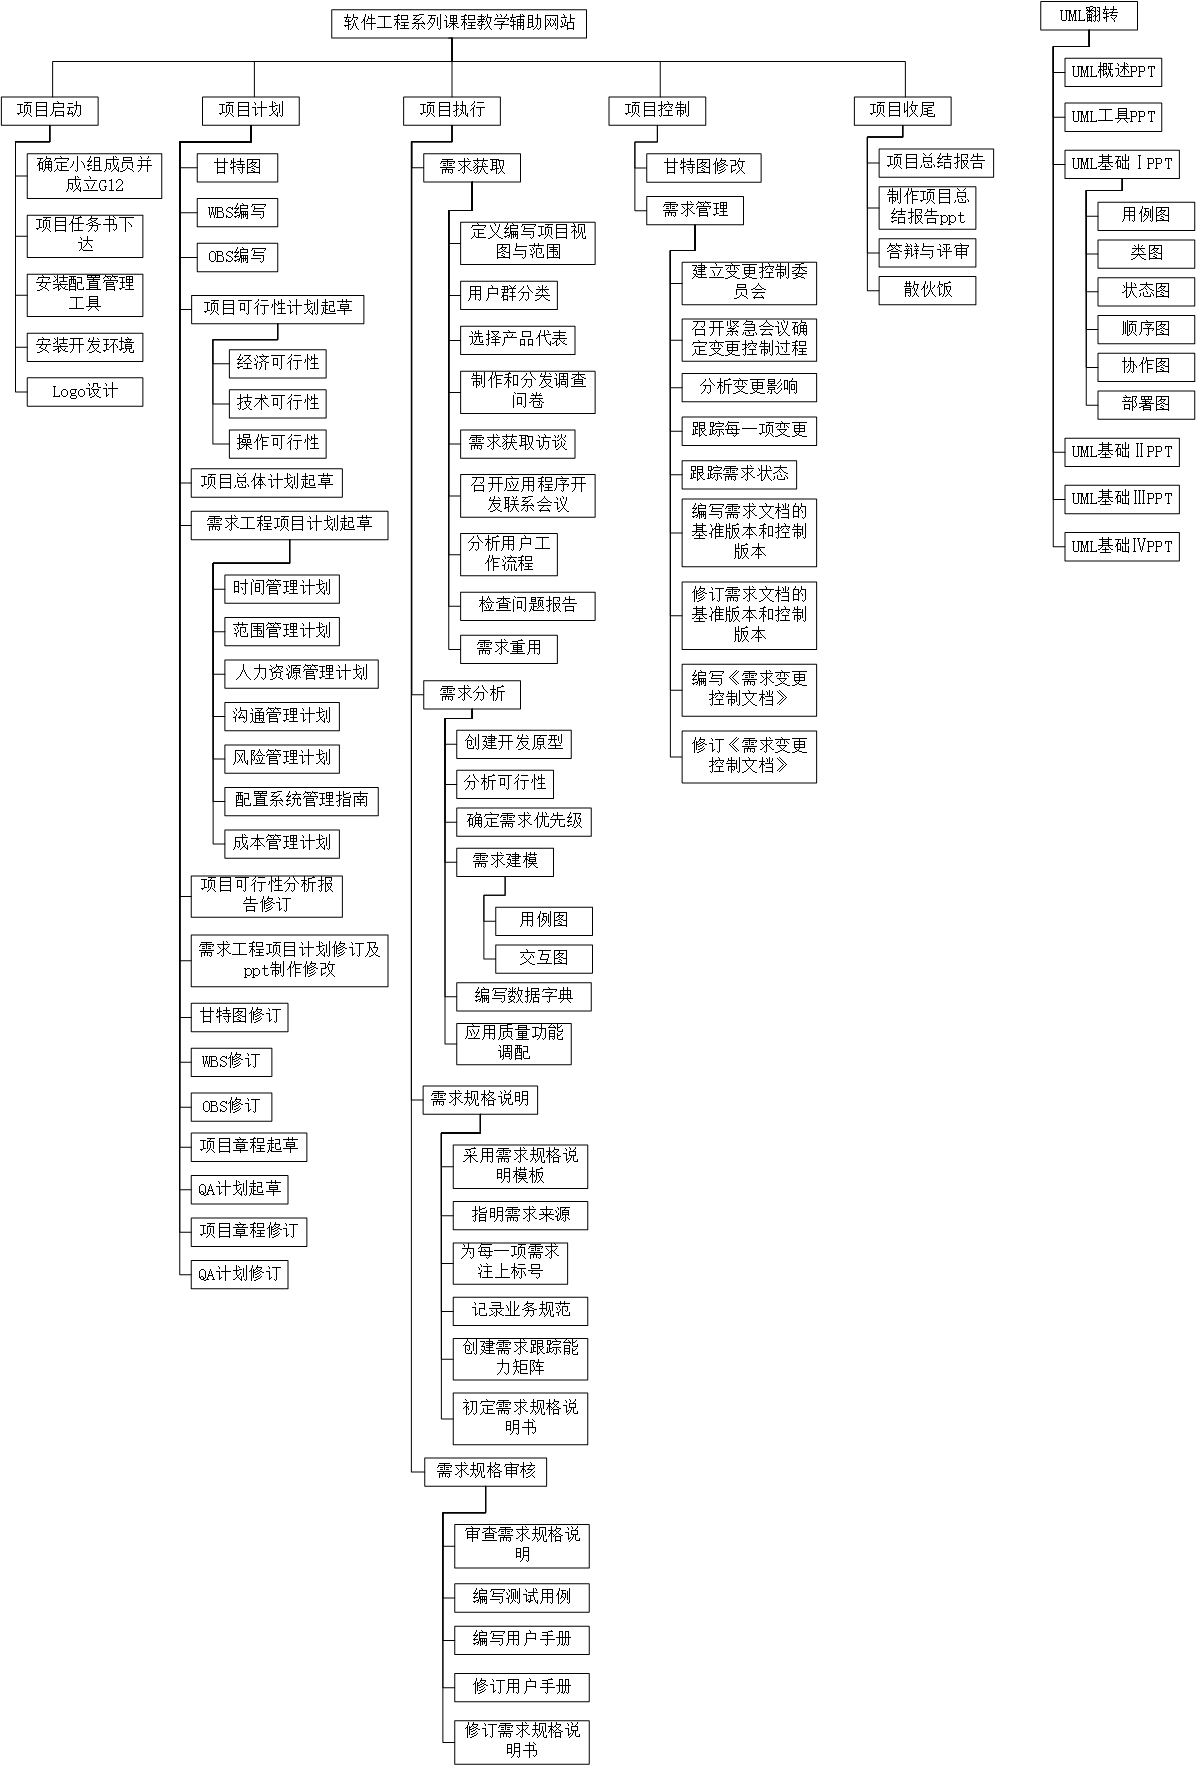 软件工程系列课程教学辅助网站
项目启动
确定小组成员并
成立G12
项目任务书下
达
安装配置管理
工具
安装开发环境
Logo设计
项目计划
甘特图
WBS编写
OBS编写
项目可行性计划起草
经济可行性
技术可行性
操作可行性
项目总体计划起草
需求工程项目计划起草
时间管理计划
范围管理计划
人力资源管理计划
沟通管理计划
风险管理计划
配置系统管理指南
成本管理计划
项目可行性分析报
告修订
需求工程项目计划修订及
ppt制作修改
甘特图修订
WBS修订
OBS修订
项目章程起草
QA计划起草
项目章程修订
QA计划修订
项目执行
需求获取
定义编写项目视
图与范围
用户群分类
选择产品代表
制作和分发调查
问卷
需求获取访谈
召开应用程序开
发联系会议
分析用户工
作流程
检查问题报告
需求重用
需求分析
创建开发原型
分析可行性
确定需求优先级
需求建模
用例图
交互图
编写数据字典
应用质量功能
调配
需求规格说明
采用需求规格说
明模板
指明需求来源
为每一项需求
注上标号
记录业务规范
创建需求跟踪能
力矩阵
初定需求规格说
明书
需求规格审核
审查需求规格说
明
编写测试用例
编写用户手册
修订用户手册
修订需求规格说
明书
项目控制
甘特图修改
需求管理
建立变更控制委
员会
召开紧急会议确
定变更控制过程
分析变更影响
跟踪每一项变更
跟踪需求状态
编写需求文档的
基准版本和控制
版本
修订需求文档的
基准版本和控制
版本
编写《需求变更
控制文档》
修订《需求变更
控制文档》
项目收尾
项目总结报告
制作项目总
结报告ppt
答辩与评审
散伙饭
UML翻转
UML概述PPT
UML工具PPT
UML基础ⅠPPT
用例图
类图
状态图
顺序图
协作图
部署图
UML基础ⅡPPT
UML基础ⅢPPT
UML基础ⅣPPT